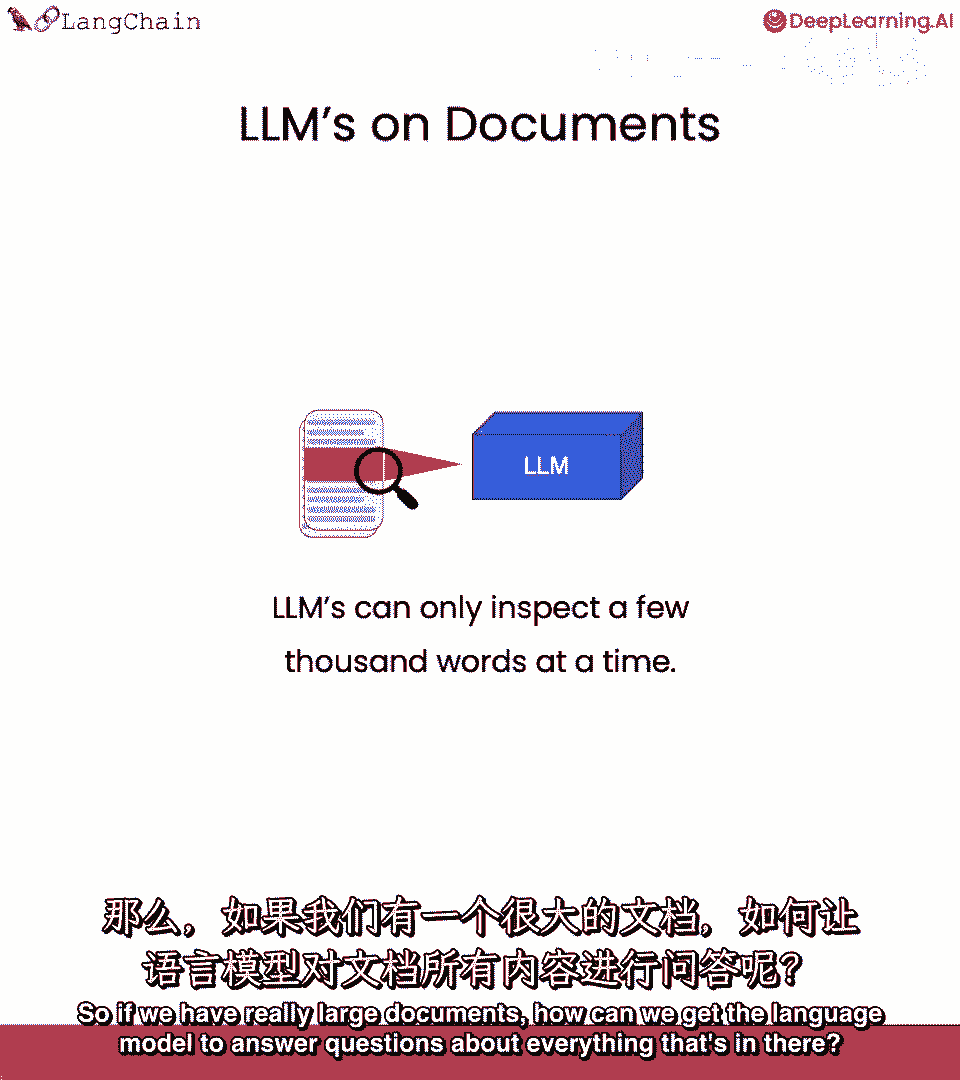 LangChain
DeepLearning.AI
LLM's on Documents
LLM
LLM's can only inspect a few
thousand words at a time.
那么，如果我们有一个很大的文档，如何让
语言模型对文档所有内容进行问答呢？
So if we have really large documents, how can we get the language
model to answer questions about everything that's in there?